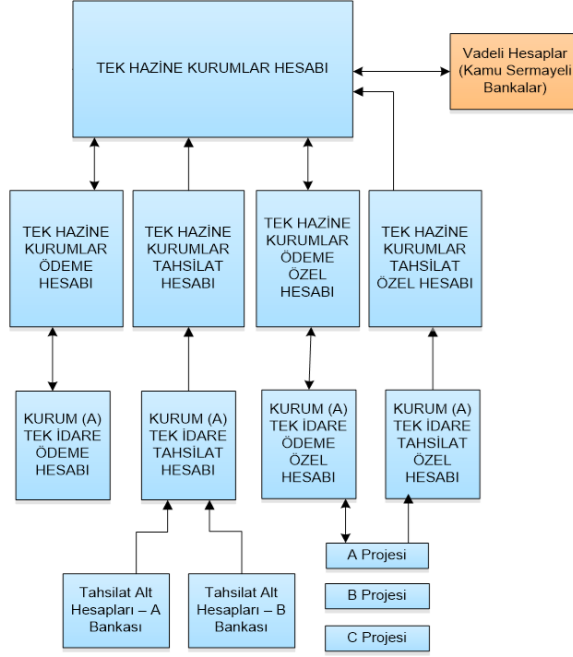 TEK HAZİNE KURUMLAR HESABI
Vadeli Hesaplar
(Kamu Sermayeli
Bankalar)
TEK HAZİNE
KURUMLAR
ÖDEME
HESABI
TEK HAZİNE
KURUMLAR
TAHSİLAT
HESABI
TEK HAZİNE
KURUMLAR
ÖDEME
ÖZEL
HESABI
TEK HAZİNE
KURUMLAR
TAHSİLAT
ÖZEL HESABI
KURUM (A)
TEK İDARE
ÖDEME
HESABI
KURUM (A)
TEK İDARE
TAHSİLAT
HESABI
KURUM (A)
TEK İDARE
ÖDEME
ÖZEL
HESABI
KURUM (A)
TEK İDARE
TAHSİLAT
ÖZEL
HESABI
Tahsilat Alt
Hesapları – A
Bankası
Tahsilat Alt
Hesapları – B
Bankası
A Projesi
B Projesi
C Projesi